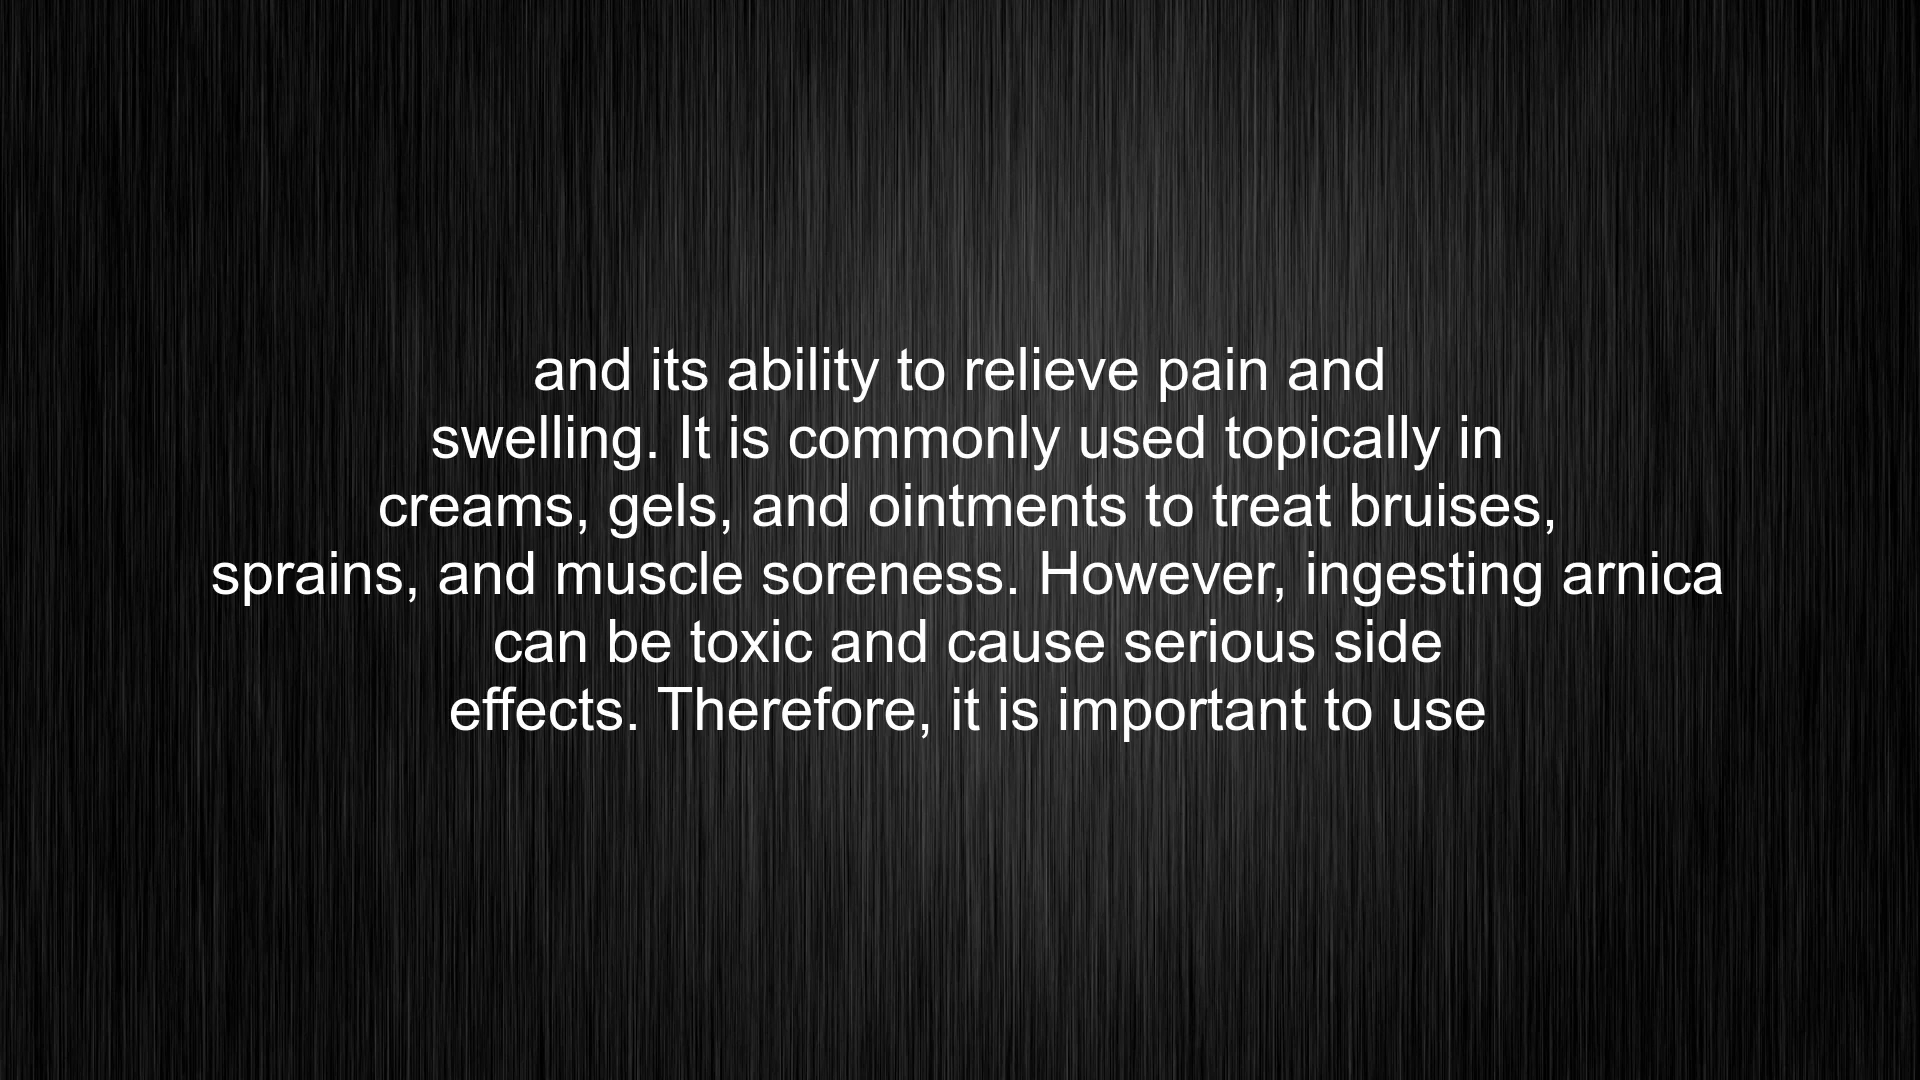 and its ability to relieve pain and
swelling. It is commonly used topically in
creams, gels, and ointments to treat bruises,
sprains, and muscle soreness. However, ingesting arnica
can be toxic and cause serious side
effects. Therefore, it is important to use